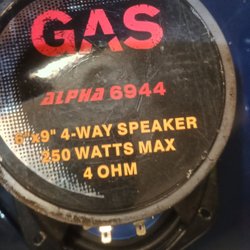 GAS
ALPHA 6944
6"x9" 4-WAY SPEAKER
250 WATTS MAX
4 OHM